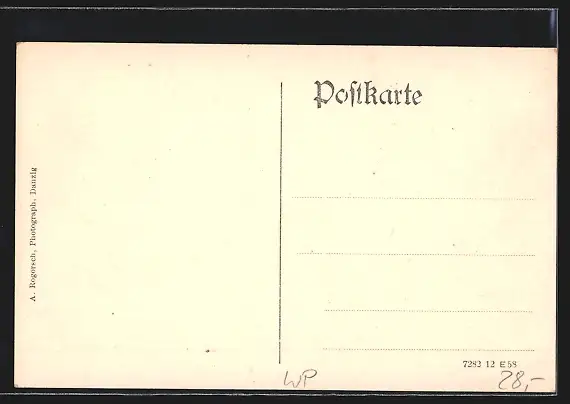 Postkarte
A. Rogorsch, Photograph, Danzig
7282 12 E 58
WP
28,-